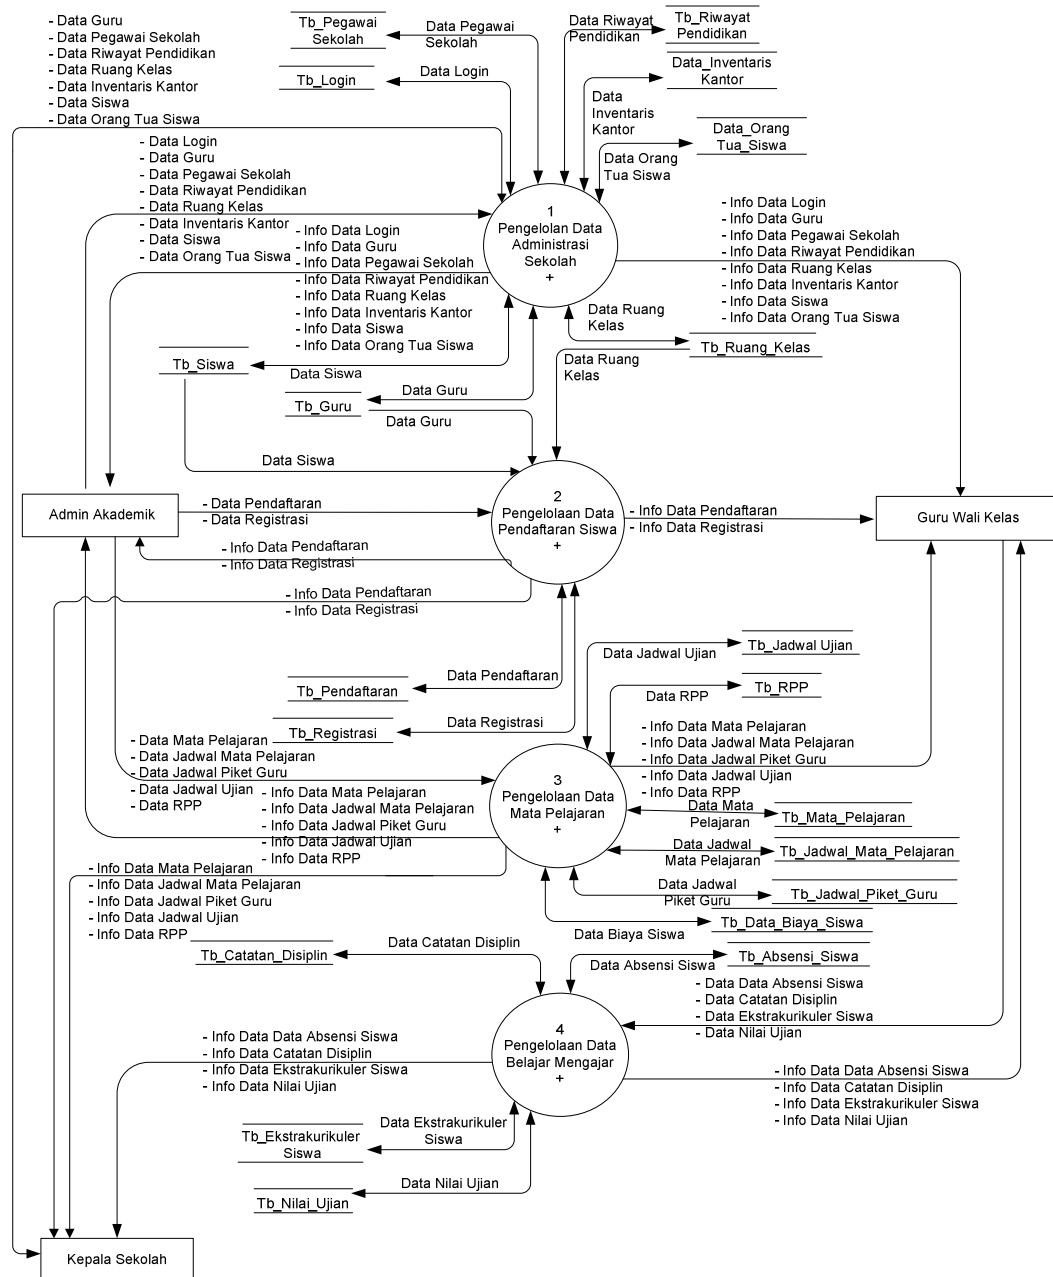 - Data Guru
- Data Pegawai Sekolah
- Data Riwayat Pendidikan
- Data Ruang Kelas
- Data Inventaris Kantor
- Data Siswa
- Data Orang Tua Siswa
Tb_Pegawai
Sekolah
Data Pegawai
Sekolah
Tb_Login
Data Login
Data Riwayat
Pendidikan
Tb_Riwayat
Pendidikan
Data_Inventaris
Kantor
Data
Inventaris
Kantor
Data_Orang
Tua_Siswa
Data Orang
Tua Siswa
- Data Login
- Data Guru
- Data Pegawai Sekolah
- Data Riwayat Pendidikan
- Data Ruang Kelas
- Data Inventaris Kantor
- Data Siswa
- Data Orang Tua Siswa
1
Pengelolan Data
Administrasi
Sekolah
+
- Info Data Login
- Info Data Guru
- Info Data Pegawai Sekolah
- Info Data Riwayat Pendidikan
- Info Data Ruang Kelas
- Info Data Inventaris Kantor
- Info Data Siswa
- Info Data Orang Tua Siswa
- Info Data Login
- Info Data Guru
- Info Data Pegawai Sekolah
- Info Data Riwayat Pendidikan
- Info Data Ruang Kelas
- Info Data Inventaris Kantor
- Info Data Siswa
- Info Data Orang Tua Siswa
Data Ruang
Kelas
Tb_Ruang_Kelas
Data Ruang
Kelas
Tb_Siswa
Data Siswa
Tb_Guru
Data Guru
Data Guru
Data Siswa
Admin Akademik
- Data Pendaftaran
- Data Registrasi
2
Pengelolaan Data
Pendaftaran Siswa
+
- Info Data Pendaftaran
- Info Data Registrasi
Guru Wali Kelas
- Info Data Pendaftaran
- Info Data Registrasi
- Info Data Pendaftaran
- Info Data Registrasi
Data Jadwal Ujian
Tb_Jadwal Ujian
Tb_Pendaftaran
Data Pendaftaran
Data RPP
Tb_RPP
Tb_Registrasi
Data Registrasi
- Data Mata Pelajaran
- Data Jadwal Mata Pelajaran
- Data Jadwal Piket Guru
- Data Jadwal Ujian
- Data RPP
- Info Data Mata Pelajaran
- Info Data Jadwal Mata Pelajaran
- Info Data Jadwal Piket Guru
- Info Data Jadwal Ujian
- Info Data RPP
3
Pengelolaan Data
Mata Pelajaran
+
- Info Data Mata Pelajaran
- Info Data Jadwal Mata Pelajaran
- Info Data Jadwal Piket Guru
- Info Data Jadwal Ujian
- Info Data RPP
Data Mata
Pelajaran
Tb_Mata_Pelajaran
Data Jadwal
Mata Pelajaran
Tb_Jadwal_Mata_Pelajaran
Data Jadwal
Piket Guru
Tb_Jadwal_Piket_Guru
- Info Data Mata Pelajaran
- Info Data Jadwal Mata Pelajaran
- Info Data Jadwal Piket Guru
- Info Data Jadwal Ujian
- Info Data RPP
Data Biaya Siswa
Tb_Data_Biaya_Siswa
Tb_Catatan_Disiplin
Data Catatan Disiplin
Data Absensi Siswa
Tb_Absensi_Siswa
- Data Data Absensi Siswa
- Data Catatan Disiplin
- Data Ekstrakurikuler Siswa
- Data Nilai Ujian
4
Pengelolaan Data
Belajar Mengajar
+
- Info Data Data Absensi Siswa
- Info Data Catatan Disiplin
- Info Data Ekstrakurikuler Siswa
- Info Data Nilai Ujian
- Info Data Data Absensi Siswa
- Info Data Catatan Disiplin
- Info Data Ekstrakurikuler Siswa
- Info Data Nilai Ujian
Tb_Ekstrakurikuler
Siswa
Data Ekstrakurikuler
Siswa
Tb_Nilai_Ujian
Data Nilai Ujian
Kepala Sekolah